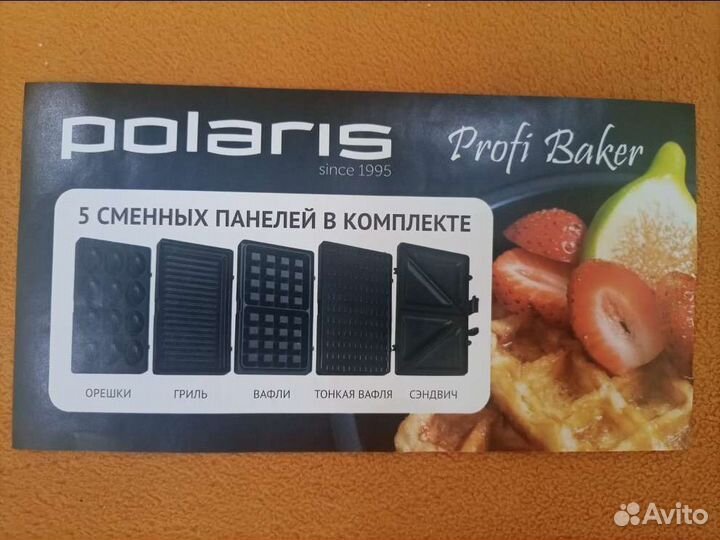 polaris
since 1995
Profi Baker
5 СМЕННЫХ ПАНЕЛЕЙ В КОМПЛЕКТЕ
ОРЕШКИ ГРИЛЬ ВАФЛИ ТОНКАЯ ВАФЛЯ СЭНДВИЧ
Avito